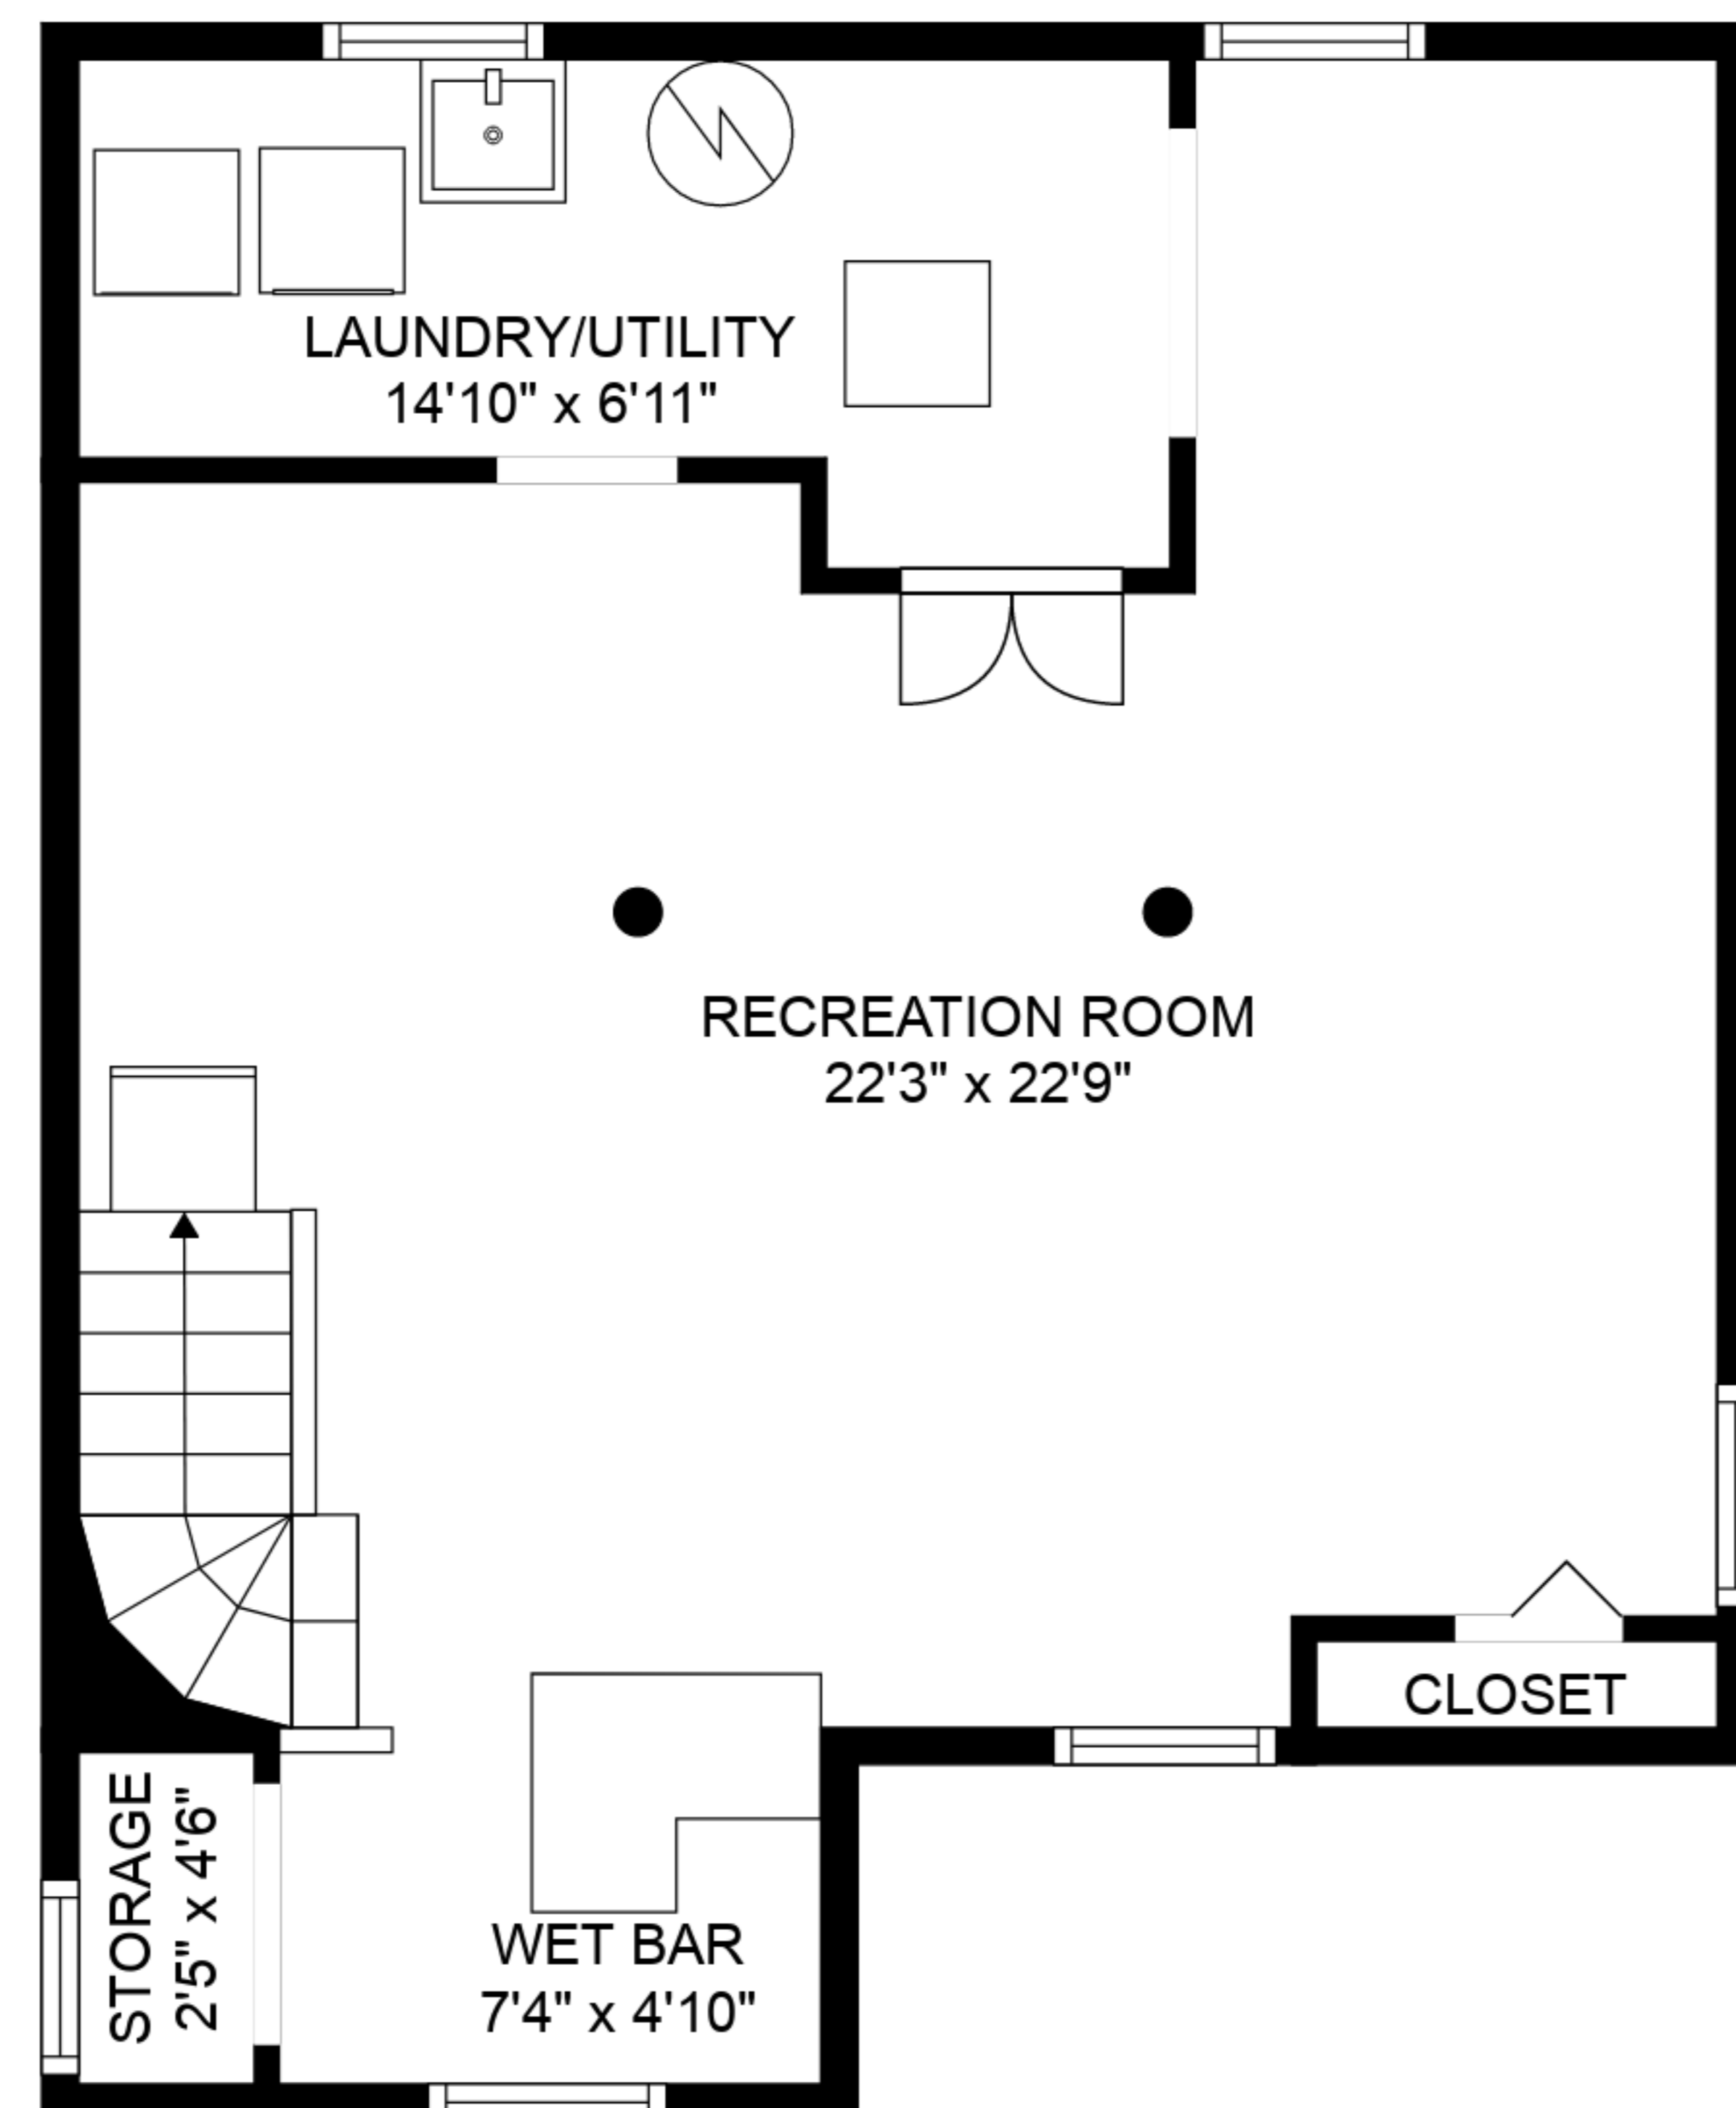 LAUNDRY/UTILITY
14'10" x 6'11"
RECREATION ROOM
22'3" x 22'9"
CLOSET
STORAGE
2'5" x 4'6"
WET BAR
7'4" x 4'10"